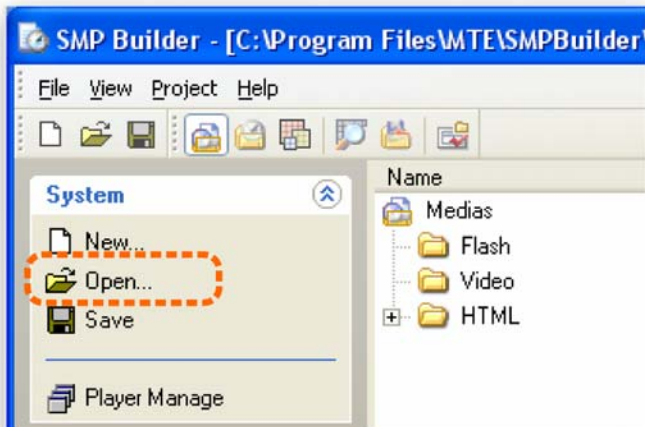 SMP Builder - [C:\Program Files\MTE\SMPBuilder\
File View Project Help
System
New...
Open...
Save
Player Manage
Name
Medias
Flash
Video
HTML